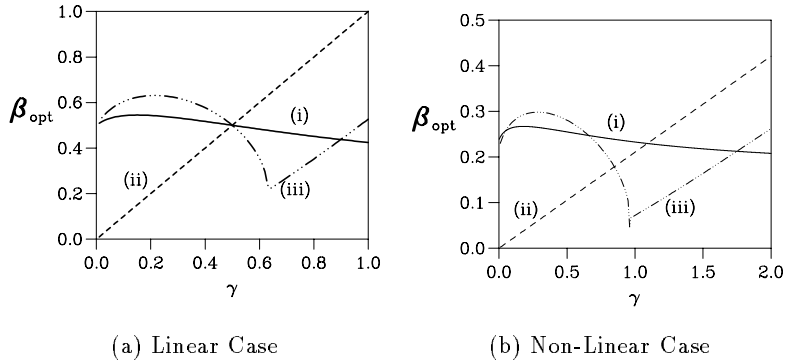 1.0
0.8
0.6
0.4
0.2
0.0
βopt
(i)
(ii)
(iii)
0.0 0.2 0.4 0.6 0.8 1.0
γ
(a) Linear Case
0.5
0.4
0.3
0.2
0.1
0.0
βopt
(i)
(ii)
(iii)
0.0 0.5 1.0 1.5 2.0
γ
(b) Non-Linear Case